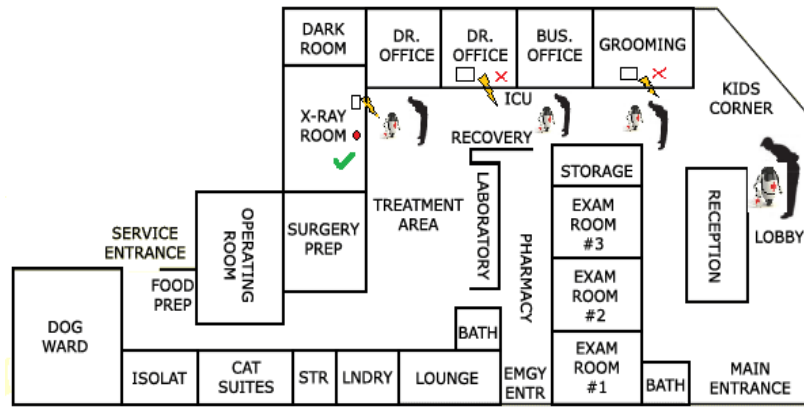 DARK
ROOM
DR.
OFFICE
DR.
OFFICE
BUS.
OFFICE
GROOMING
KIDS
CORNER
X-RAY
ROOM
ICU
RECOVERY
STORAGE
LABORATORY
TREATMENT
AREA
OPERATING
ROOM
SURGERY
PREP
EXAM
ROOM
#3
RECEPTION
LOBBY
SERVICE
ENTRANCE
PHARMACY
FOOD
PREP
EXAM
ROOM
#2
DOG
WARD
BATH
ISOLAT
CAT
SUITES
STR
LNDRY
LOUNGE
EMGY
ENTR
EXAM
ROOM
#1
BATH
MAIN
ENTRANCE